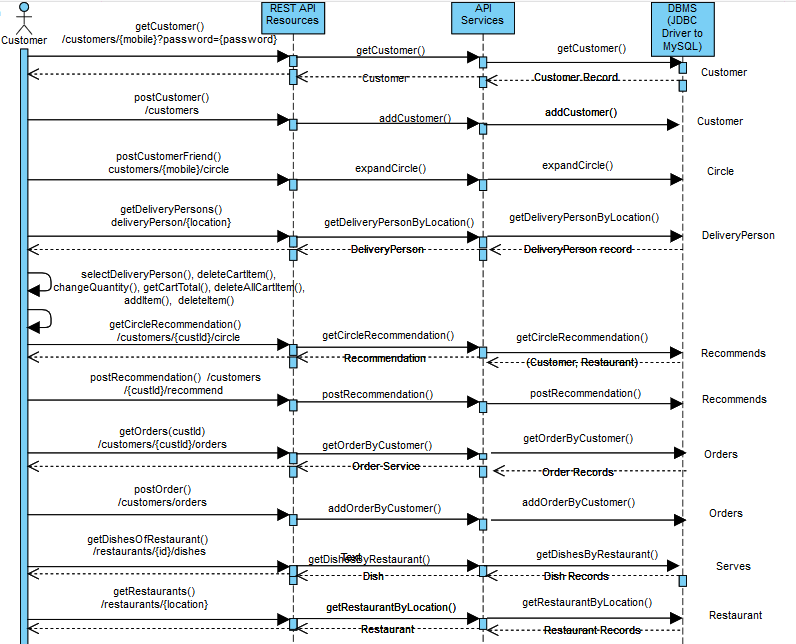 REST API
Resources
API
Services
DBMS
(JDBC
Driver to
MySQL)
Customer
getCustomer()
/customers/{mobile}?password={password}
getCustomer()
getCustomer()
Customer
Customer Record
Customer
postCustomer()
/customers
addCustomer()
addCustomer()
Customer
postCustomerFriend()
customers/{mobile}/circle
expandCircle()
expandCircle()
Circle
getDeliveryPersons()
deliveryPerson/{location}
getDeliveryPersonByLocation()
getDeliveryPersonByLocation()
DeliveryPerson
DeliveryPerson record
DeliveryPerson
selectDeliveryPerson(), deleteCartItem(),
changeQuantity(), getCartTotal(), deleteAllCartItem(),
addItem(), deleteItem()
getCircleRecommendation()
/customers/{custId}/circle
getCircleRecommendation()
getCircleRecommendation()
Recommendation
(Customer, Restaurant)
Recommends
postRecommendation() /customers
/{custId}/recommend
postRecommendation()
postRecommendation()
Recommends
getOrders(custId)
/customers/{custId}/orders
getOrderByCustomer()
getOrderByCustomer()
Order Service
Order Records
Orders
postOrder()
/customers/orders
addOrderByCustomer()
addOrderByCustomer()
Orders
getDishesOfRestaurant()
/restaurants/{id}/dishes
Text
getDishesByRestaurant()
getDishesByRestaurant()
Dish
Dish Records
Serves
getRestaurants()
/restaurants/{location}
getRestaurantByLocation()
getRestaurantByLocation()
Restaurant
Restaurant Records
Restaurant